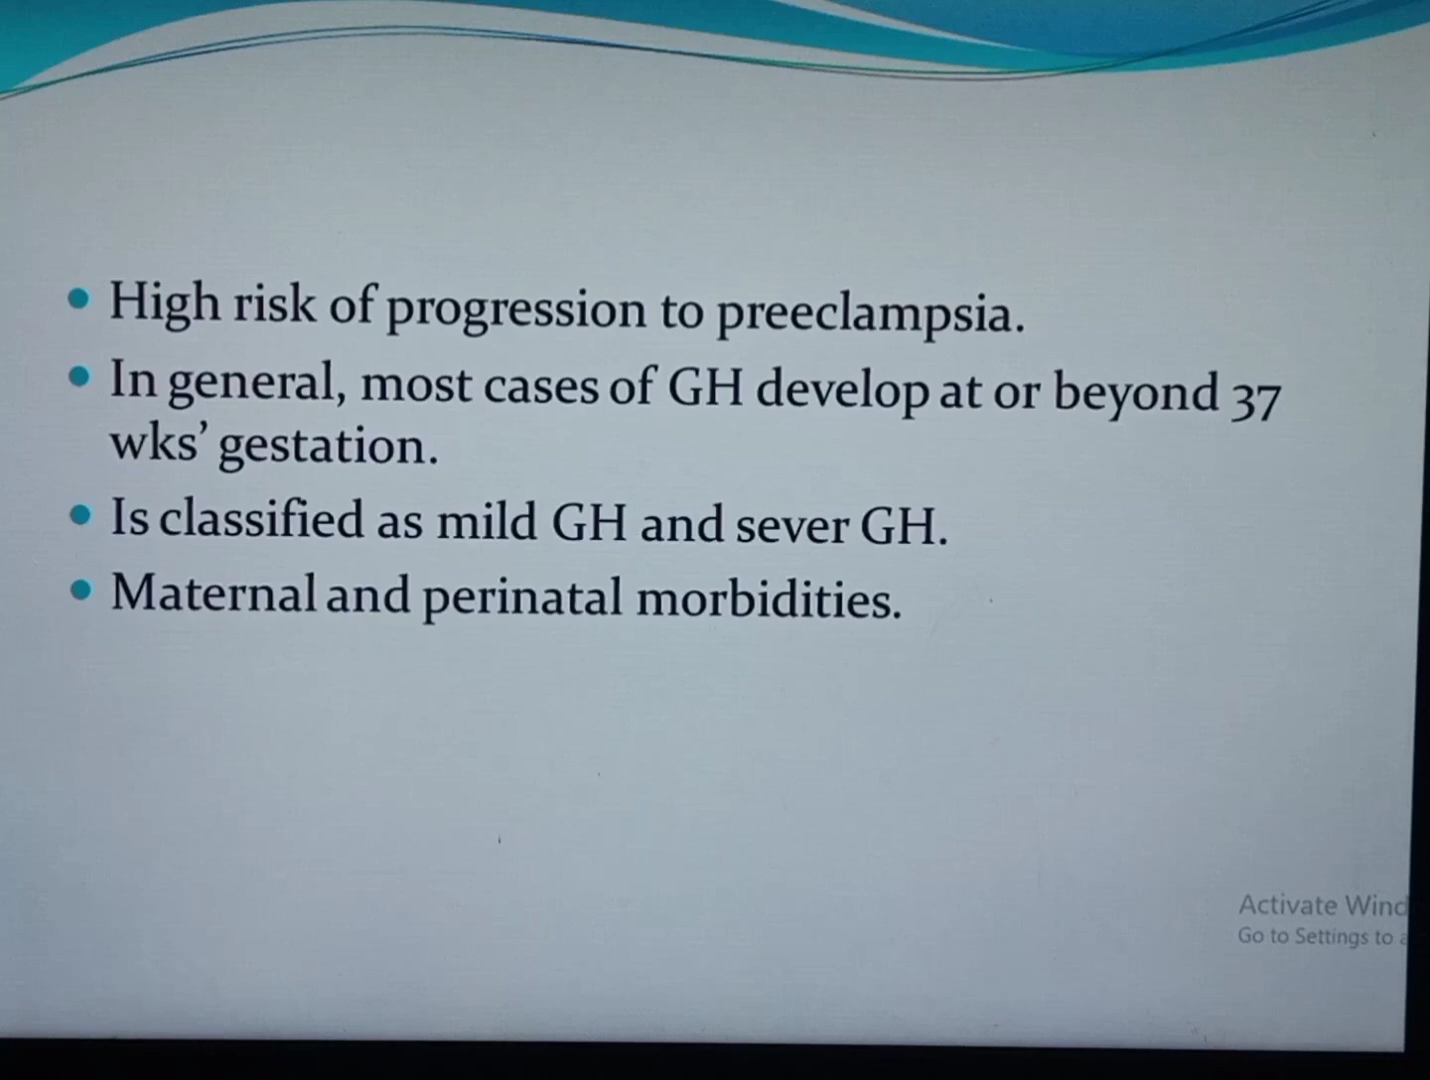 • High risk of progression to preeclampsia.
• In general, most cases of GH develop at or beyond 37
wks’ gestation.
• Is classified as mild GH and sever GH.
• Maternal and perinatal morbidities.
Activate Wind
Go to Settings to a